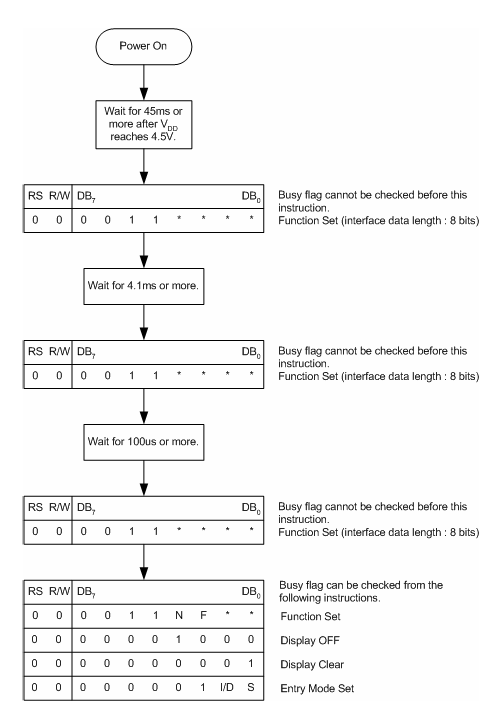 Power On
Wait for 45ms or
more after VDD
reaches 4.5V.
RS R/W DB7 DB0
0 0 0 0 1 1 * * * *
Busy flag cannot be checked before this
instruction.
Function Set (interface data length : 8 bits)
Wait for 4.1ms or more.
RS R/W DB7 DB0
0 0 0 0 1 1 * * * *
Busy flag cannot be checked before this
instruction.
Function Set (interface data length : 8 bits)
Wait for 100us or more.
RS R/W DB7 DB0
0 0 0 0 1 1 * * * *
Busy flag cannot be checked before this
instruction.
Function Set (interface data length : 8 bits)
RS R/W DB7 DB0
Busy flag can be checked from the
following instructions.
0 0 0 0 1 1 N F * * Function Set
0 0 0 0 0 0 1 0 0 0 Display OFF
0 0 0 0 0 0 0 0 0 1 Display Clear
0 0 0 0 0 0 0 1 I/D S Entry Mode Set